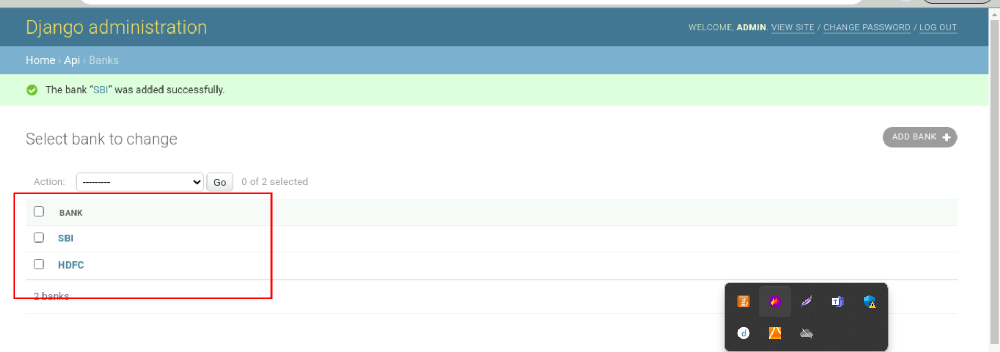 Django administration
WELCOME, ADMIN. VIEW SITE / CHANGE PASSWORD / LOG OUT
Home › Api › Banks
The bank “SBI” was added successfully.
Select bank to change
ADD BANK +
Action: --------- Go 0 of 2 selected
BANK
SBI
HDFC
2 banks